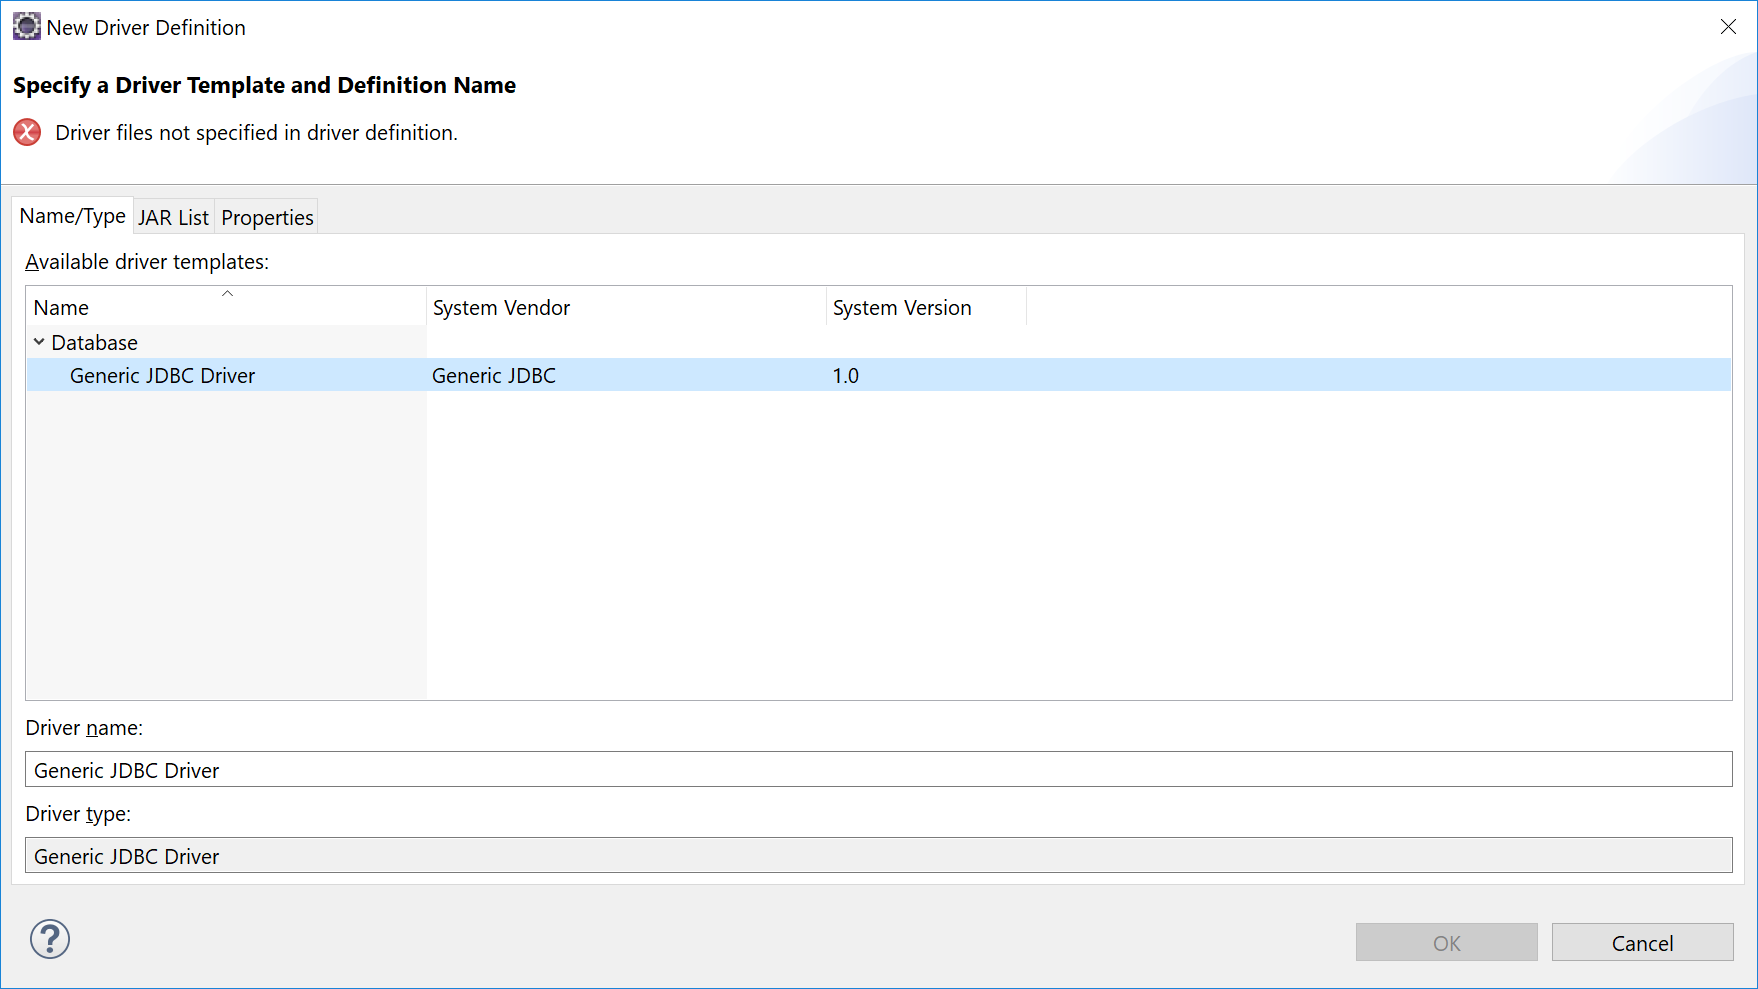 New Driver Definition
Specify a Driver Template and Definition Name
Driver files not specified in driver definition.
Name/Type JAR List Properties
Available driver templates:
Name System Vendor System Version
Database
Generic JDBC Driver Generic JDBC 1.0
Driver name:
Generic JDBC Driver
Driver type:
Generic JDBC Driver
? OK Cancel